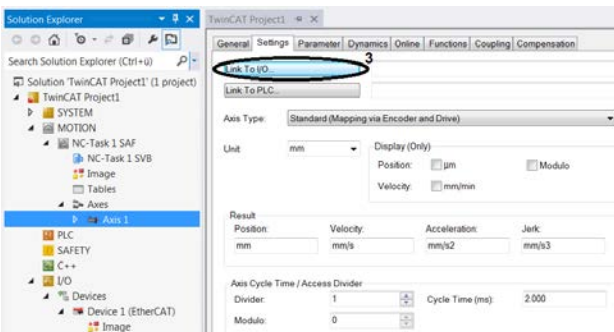 Solution Explorer
Search Solution Explorer (Ctrl+ü)
Solution 'TwinCAT Project1' (1 project)
TwinCAT Project1
SYSTEM
MOTION
NC-Task 1 SAF
NC-Task 1 SVB
Image
Tables
Axes
Axis 1
PLC
SAFETY
C++
I/O
Devices
Device 1 (EtherCAT)
Image
TwinCAT Project1
General Settings Parameter Dynamics Online Functions Coupling Compensation
3
Link To I/O...
Link To PLC...
Axis Type: Standard (Mapping via Encoder and Drive)
Unit: mm Display (Only)
Position: µm Modulo
Velocity: mm/min
Result
Position: Velocity: Acceleration: Jerk:
mm mm/s mm/s2 mm/s3
Axis Cycle Time / Access Divider
Divider: 1 Cycle Time (ms): 2.000
Modulo: 0